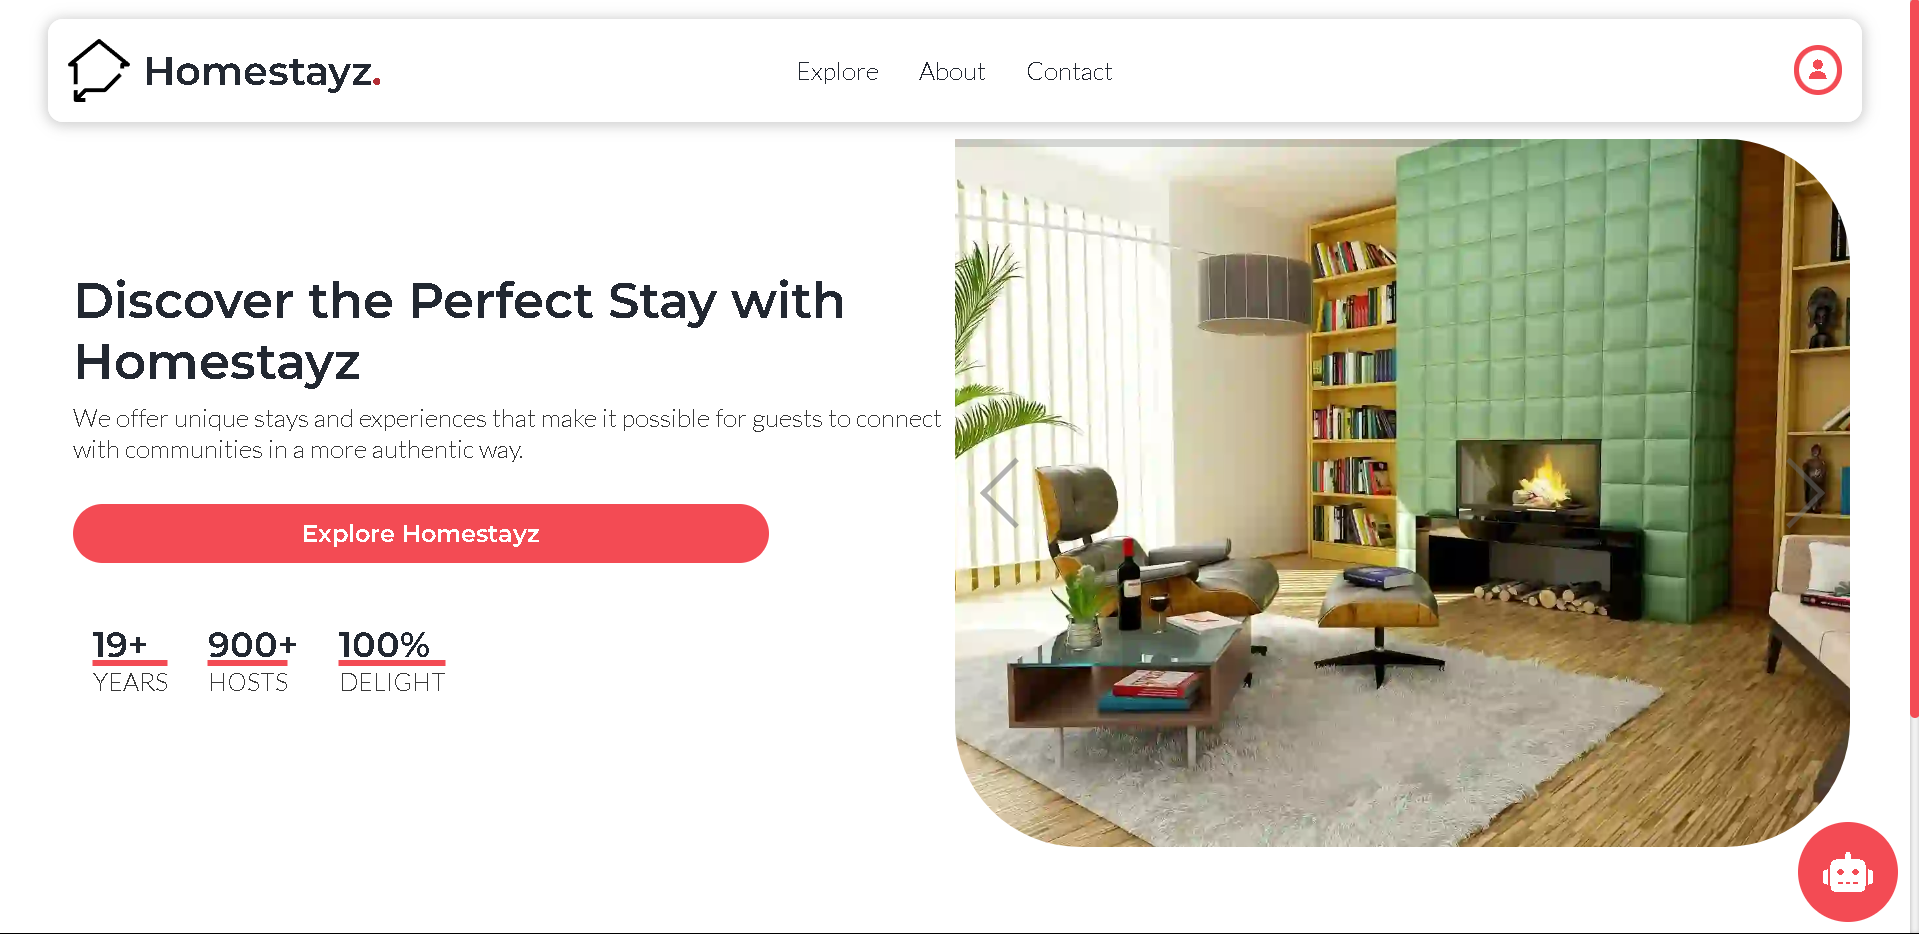 Homestayz.
Explore
About
Contact
Discover the Perfect Stay with
Homestayz
We offer unique stays and experiences that make it possible for guests to connect
with communities in a more authentic way.
Explore Homestayz
19+
YEARS
900+
HOSTS
100%
DELIGHT